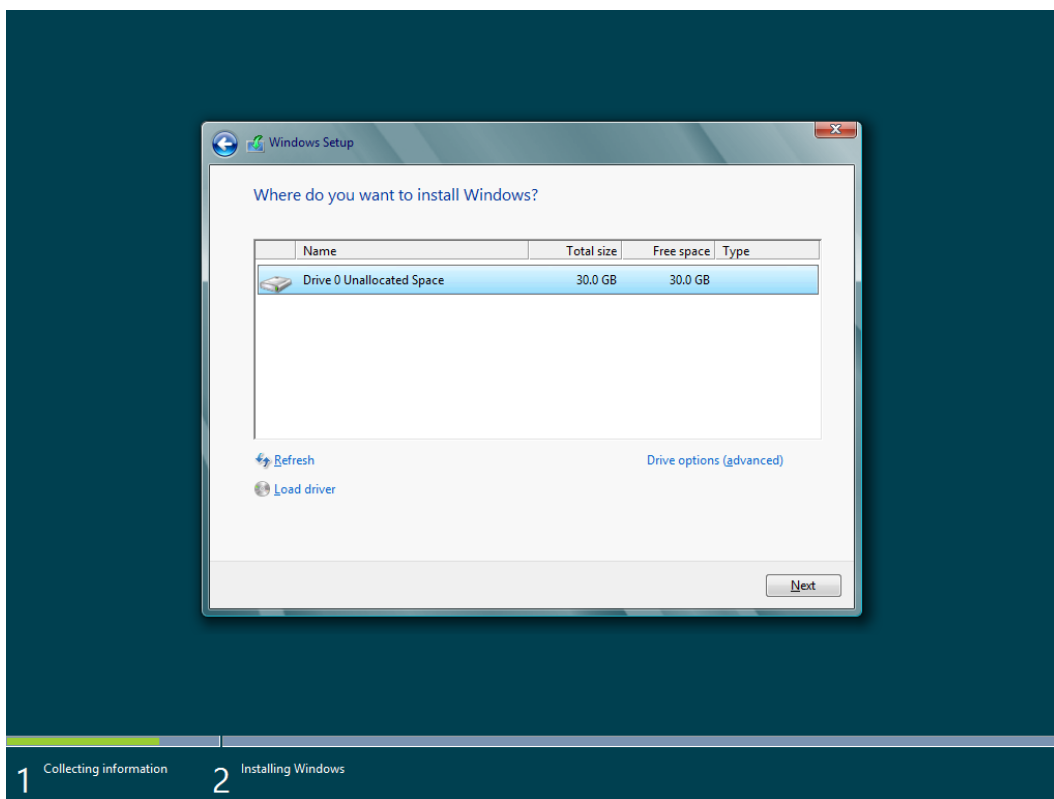 Windows Setup
Where do you want to install Windows?
Name Total size Free space Type
Drive 0 Unallocated Space 30.0 GB 30.0 GB
Refresh Drive options (advanced)
Load driver
Next
1 Collecting information 2 Installing Windows